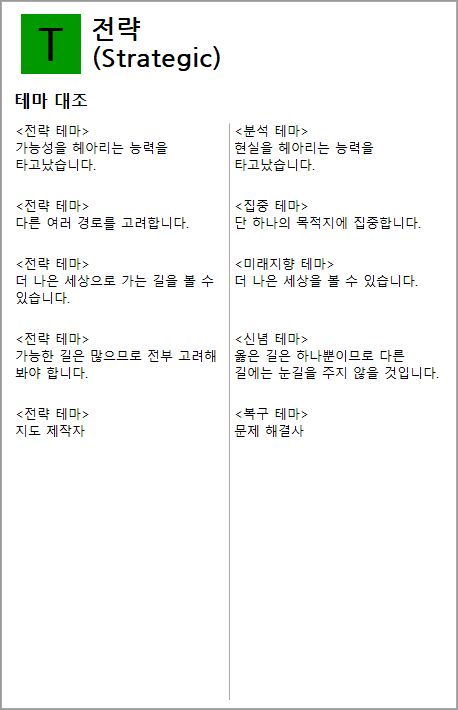 T
전략
(Strategic)
테마 대조
<전략 테마>
가능성을 헤아리는 능력을
타고났습니다.
<분석 테마>
현실을 헤아리는 능력을
타고났습니다.
<전략 테마>
다른 여러 경로를 고려합니다.
<집중 테마>
단 하나의 목적지에 집중합니다.
<전략 테마>
더 나은 세상으로 가는 길을 볼 수
있습니다.
<미래지향 테마>
더 나은 세상을 볼 수 있습니다.
<전략 테마>
가능한 길은 많으므로 전부 고려해
봐야 합니다.
<신념 테마>
옳은 길은 하나뿐이므로 다른
길에는 눈길을 주지 않을 것입니다.
<전략 테마>
지도 제작자
<복구 테마>
문제 해결사